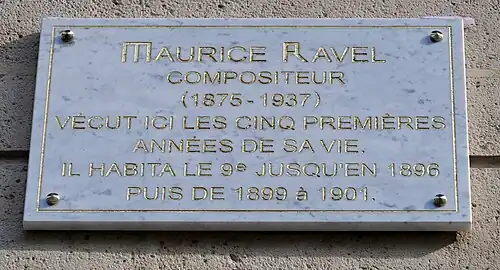 MAURICE RAVEL
COMPOSITEUR
(1875-1937)
VÉCUT ICI LES CINQ PREMIÈRES
ANNÉES DE SA VIE.
IL HABITA LE 9e JUSQU'EN 1896
PUIS DE 1899 à 1901.